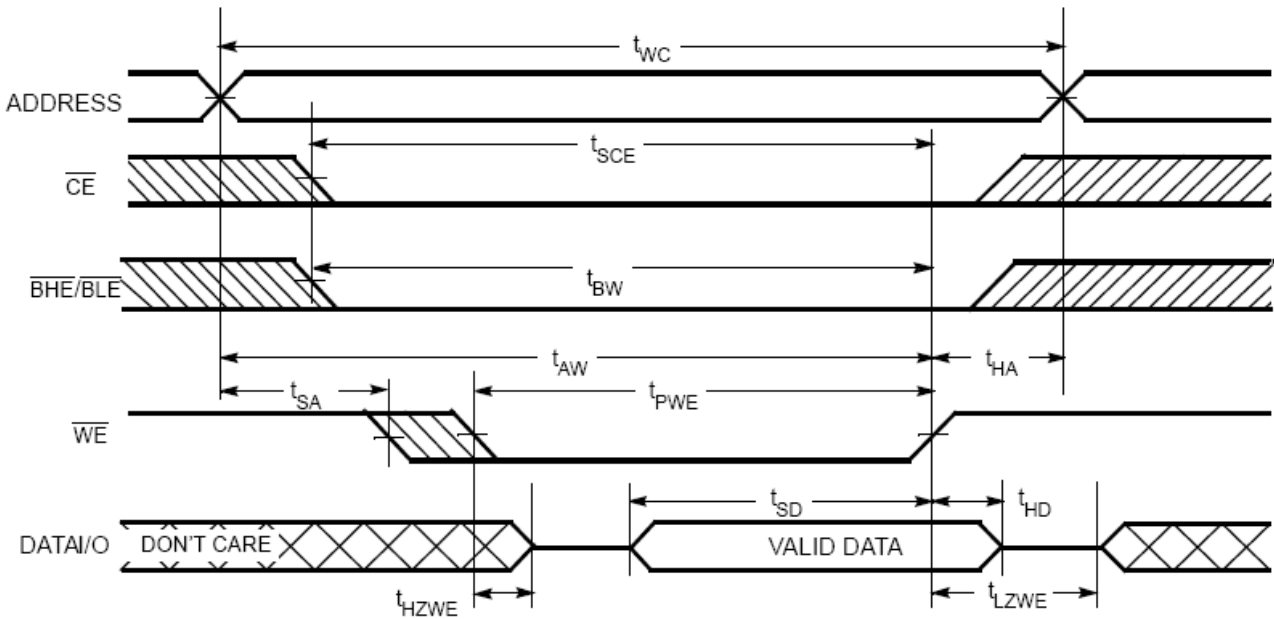 tWC
ADDRESS
tSCE
CE
tBW
BHE/BLE
tAW
tHA
tSA
tPWE
WE
tSD
tHD
DATAI/O
DON'T CARE
VALID DATA
tHZWE
tLZWE